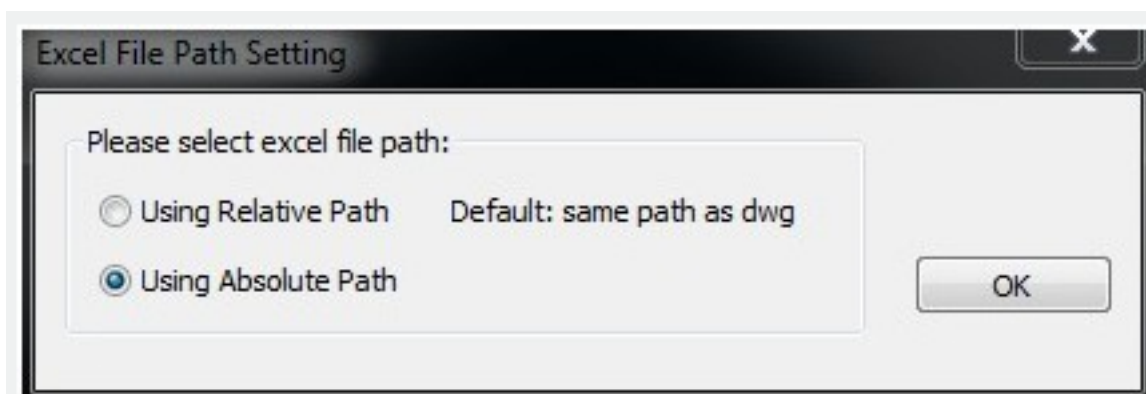 Excel File Path Setting
X
Please select excel file path:
Using Relative Path Default: same path as dwg
Using Absolute Path
OK